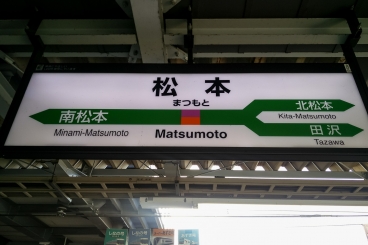 松本
まつもと
Matsumoto
南松本
Minami-Matsumoto
北松本
Kita-Matsumoto
田沢
Tazawa